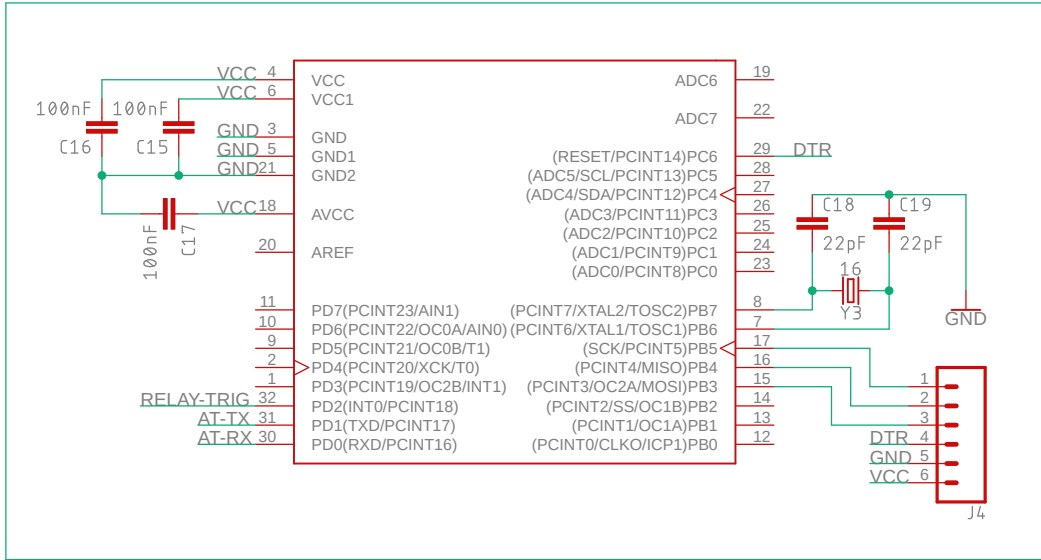 VCC 4 VCC
VCC 6 VCC1
100nF 100nF
C16 C15
GND 3 GND
GND 5 GND1
GND 21 GND2
VCC 18 AVCC
100nF C17
20 AREF
11 PD7(PCINT23/AIN1)
10 PD6(PCINT22/OC0A/AIN0)
9 PD5(PCINT21/OC0B/T1)
2 PD4(PCINT20/XCK/T0)
1 PD3(PCINT19/OC2B/INT1)
RELAY-TRIG 32 PD2(INT0/PCINT18)
AT-TX 31 PD1(TXD/PCINT17)
AT-RX 30 PD0(RXD/PCINT16)
ADC6 19
ADC7 22
(RESET/PCINT14)PC6 29 DTR
(ADC5/SCL/PCINT13)PC5 28
(ADC4/SDA/PCINT12)PC4 27
(ADC3/PCINT11)PC3 26
(ADC2/PCINT10)PC2 25
(ADC1/PCINT9)PC1 24
(ADC0/PCINT8)PC0 23
(PCINT7/XTAL2/TOSC2)PB7 8
(PCINT6/XTAL1/TOSC1)PB6 7
(SCK/PCINT5)PB5 17
(PCINT4/MISO)PB4 16
(PCINT3/OC2A/MOSI)PB3 15
(PCINT2/SS/OC1B)PB2 14
(PCINT1/OC1A)PB1 13
(PCINT0/CLKO/ICP1)PB0 12
C18 C19
22pF 22pF
16
Y3
GND
1
2
3
DTR 4
GND 5
VCC 6
J4